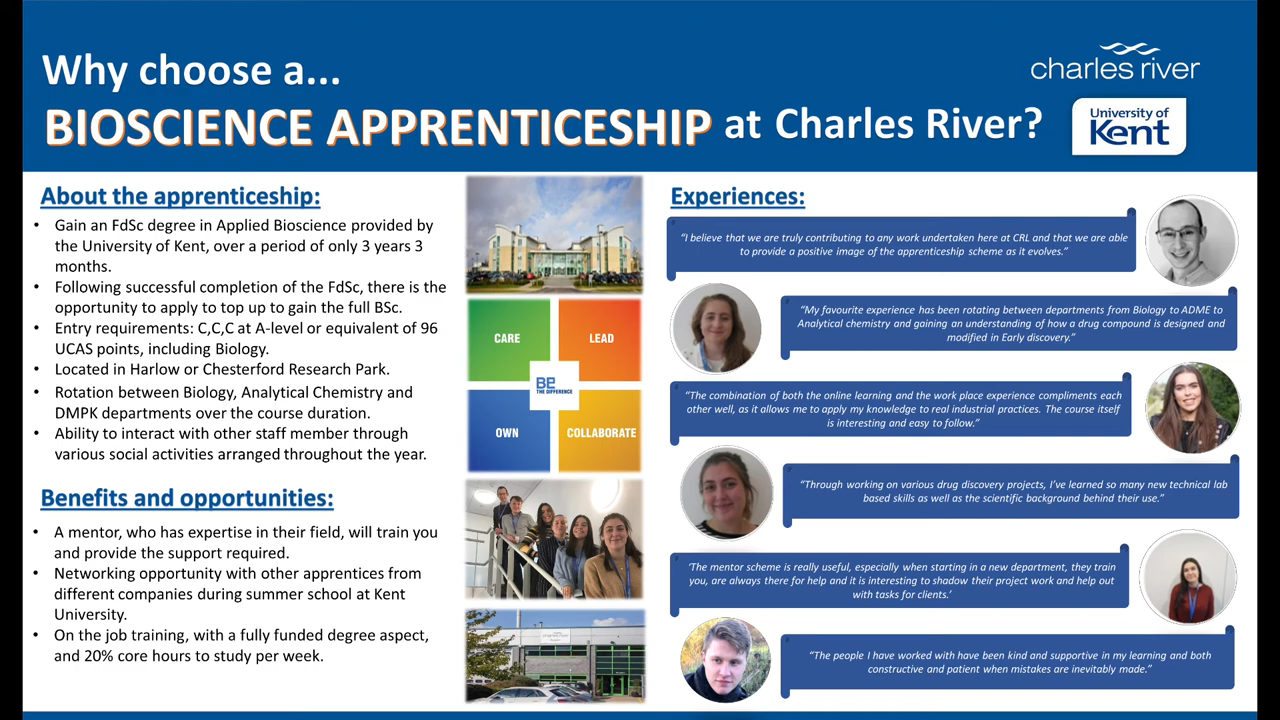 Why choose a...
BIOSCIENCE APPRENTICESHIP at Charles River?
charles river
University of
Kent
About the apprenticeship:
• Gain an FdSc degree in Applied Bioscience provided by
the University of Kent, over a period of only 3 years 3
months.
• Following successful completion of the FdSc, there is the
opportunity to apply to top up to gain the full BSc.
• Entry requirements: C,C,C at A-level or equivalent of 96
UCAS points, including Biology.
• Located in Harlow or Chesterford Research Park.
• Rotation between Biology, Analytical Chemistry and
DMPK departments over the course duration.
• Ability to interact with other staff member through
various social activities arranged throughout the year.
Benefits and opportunities:
• A mentor, who has expertise in their field, will train you
and provide the support required.
• Networking opportunity with other apprentices from
different companies during summer school at Kent
University.
• On the job training, with a fully funded degree aspect,
and 20% core hours to study per week.
CARE
LEAD
BE
THE DIFFERENCE
OWN
COLLABORATE
charles river
Experiences:
“I believe that we are truly contributing to any work undertaken here at CRL and that we are able
to provide a positive image of the apprenticeship scheme as it evolves.”
“My favourite experience has been rotating between departments from Biology to ADME to
Analytical chemistry and gaining an understanding of how a drug compound is designed and
modified in Early discovery.”
“The combination of both the online learning and the work place experience compliments each
other well, as it allows me to apply my knowledge to real industrial practices. The course itself
is interesting and easy to follow.”
“Through working on various drug discovery projects, I’ve learned so many new technical lab
based skills as well as the scientific background behind their use.”
‘The mentor scheme is really useful, especially when starting in a new department, they train
you, are always there for help and it is interesting to shadow their project work and help out
with tasks for clients.’
“The people I have worked with have been kind and supportive in my learning and both
constructive and patient when mistakes are inevitably made.”